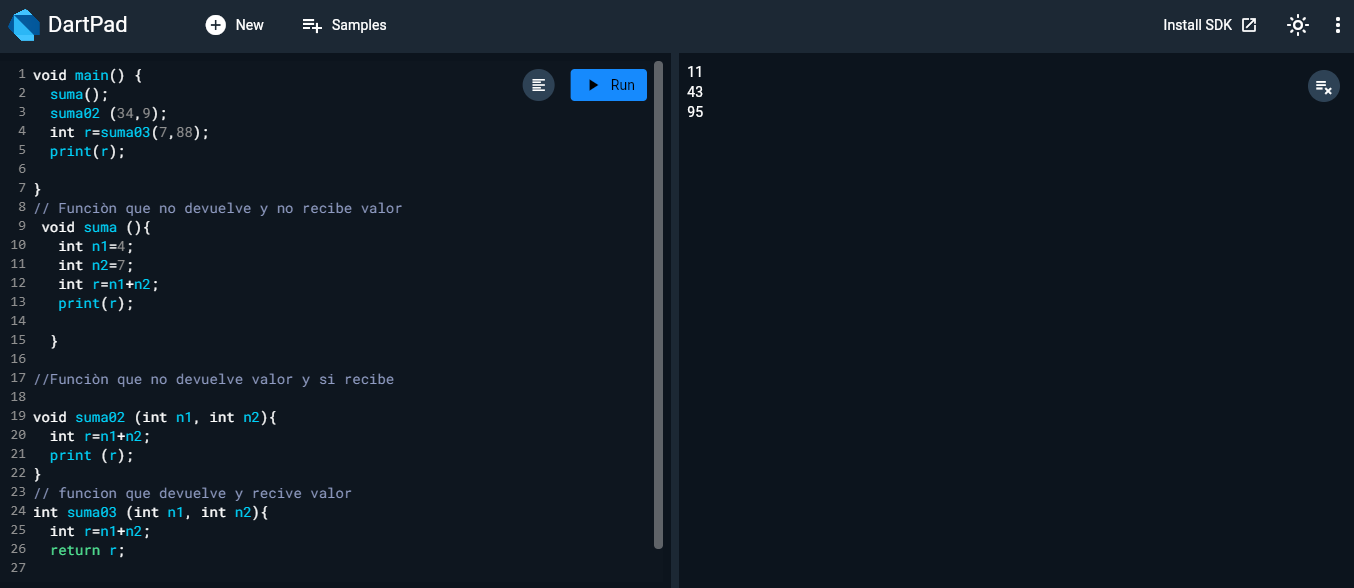 DartPad
New
Samples
Install SDK
1 void main() {
2   suma();
3   suma02 (34,9);
4   int r=suma03(7,88);
5   print(r);
6
7 }
8 // Funciòn que no devuelve y no recibe valor
9  void suma (){
10    int n1=4;
11    int n2=7;
12    int r=n1+n2;
13    print(r);
14
15   }
16
17 //Funciòn que no devuelve valor y si recibe
18
19 void suma02 (int n1, int n2){
20   int r=n1+n2;
21   print (r);
22 }
23 // funcion que devuelve y recive valor
24 int suma03 (int n1, int n2){
25   int r=n1+n2;
26   return r;
27
Run
11
43
95